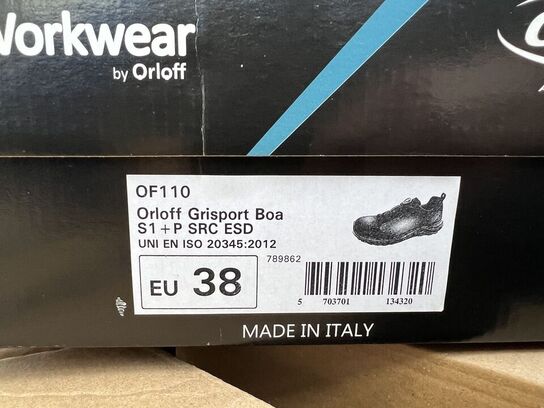 Workwear
by Orloff
OF110
Orloff Grisport Boa
S1+P SRC ESD
UNI EN ISO 20345:2012
789862
EU 38
5 703701 134320
MADE IN ITALY